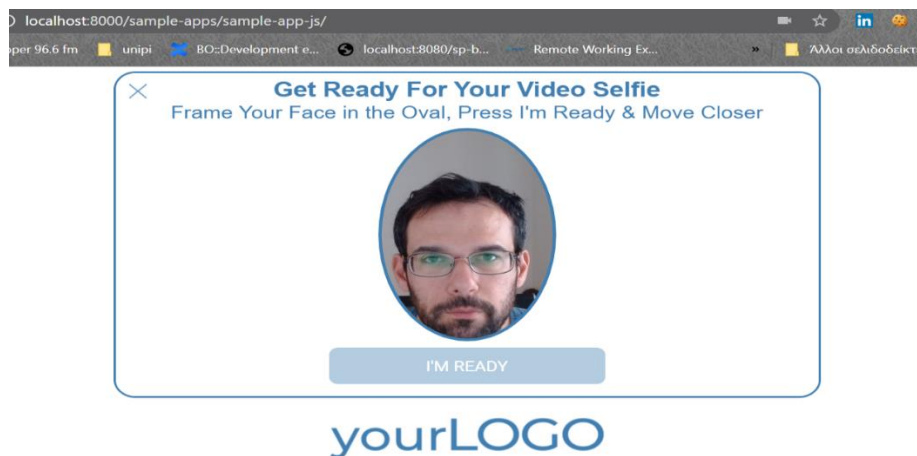 localhost:8000/sample-apps/sample-app-js/
oper 96.6 fm unipi BO::Development e... localhost:8080/sp-b... Remote Working Ex... » Άλλοι σελιδοδείκτ
Get Ready For Your Video Selfie
Frame Your Face in the Oval, Press I'm Ready & Move Closer
I'M READY
yourLOGO